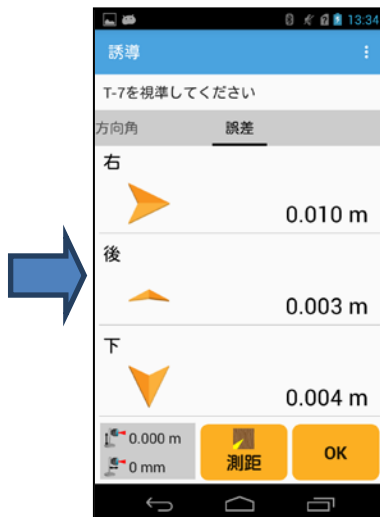 13:34
誘導
T-7を視準してください
方向角 誤差
右
0.010 m
後
0.003 m
下
0.004 m
0.000 m
0 mm
測距
OK